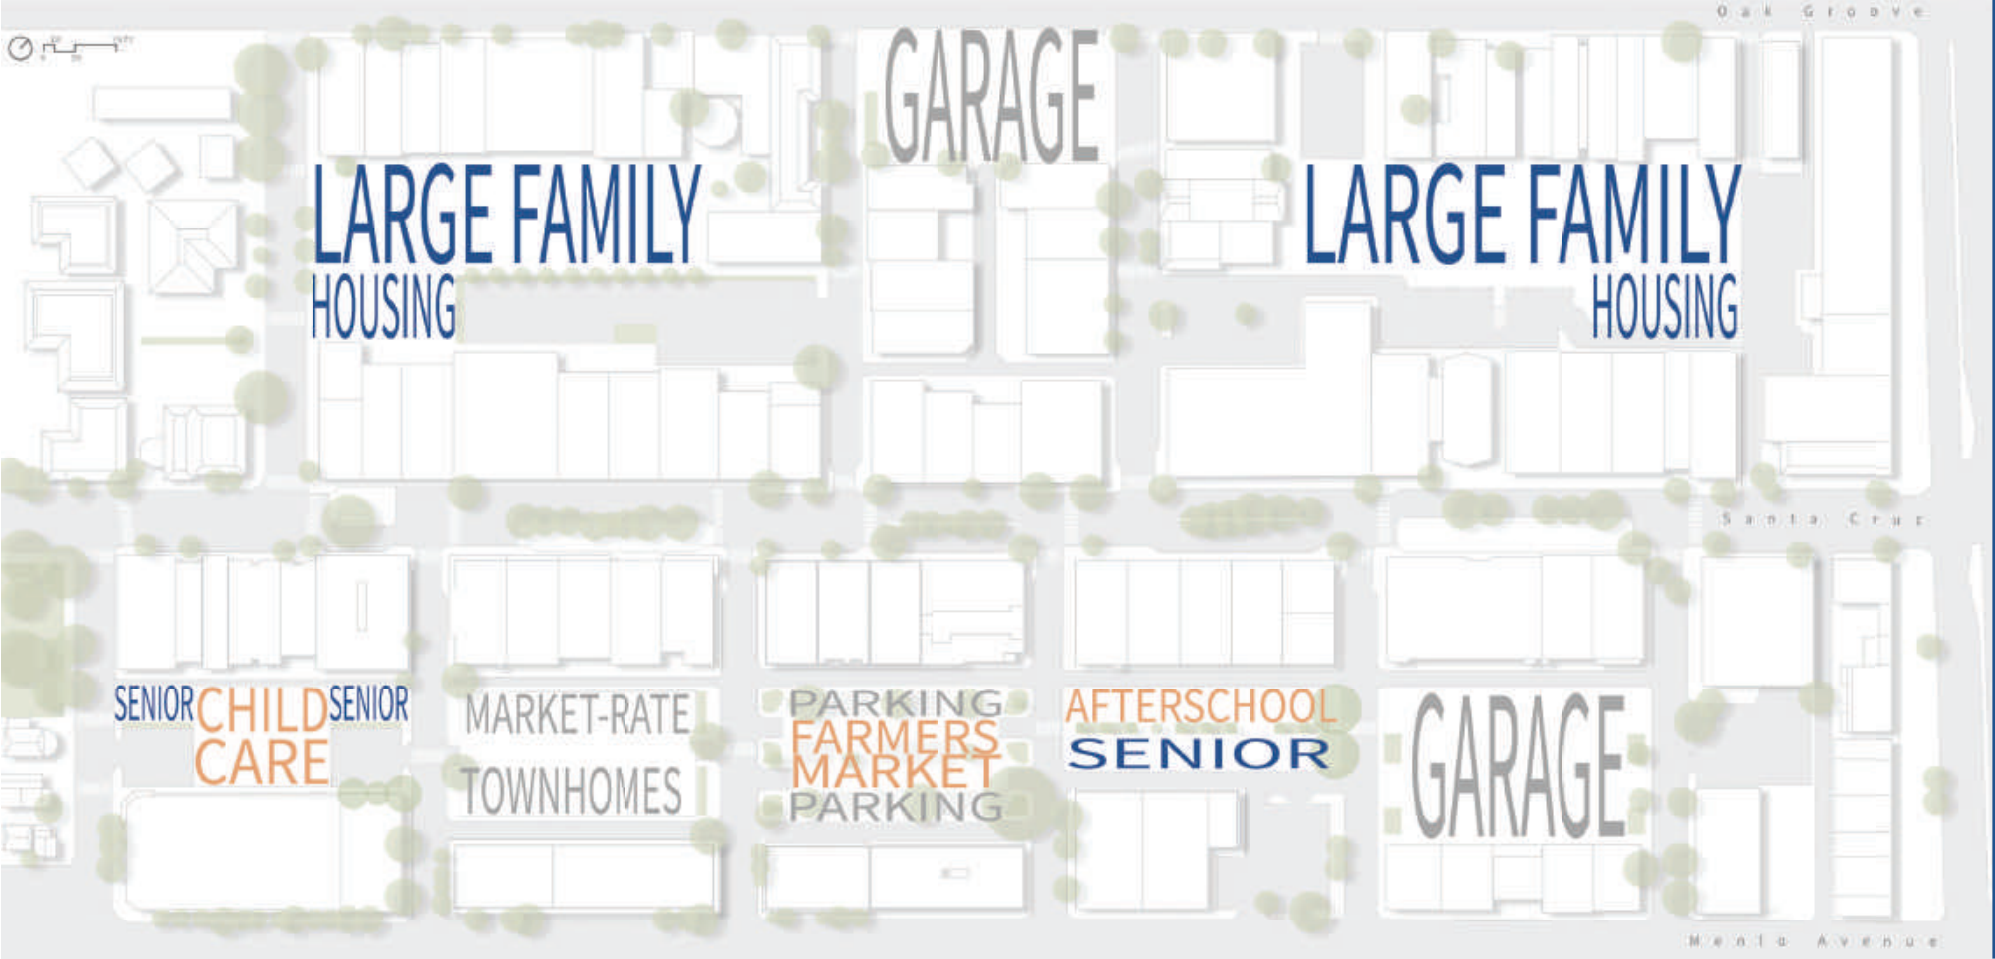 Oak Groove
GARAGE
LARGE FAMILY
HOUSING
LARGE FAMILY
HOUSING
Santa Cruz
SENIOR CHILD SENIOR
CARE
MARKET-RATE
TOWNHOMES
PARKING
FARMERS
MARKET
PARKING
AFTERSCHOOL
SENIOR
GARAGE
Menlo Avenue